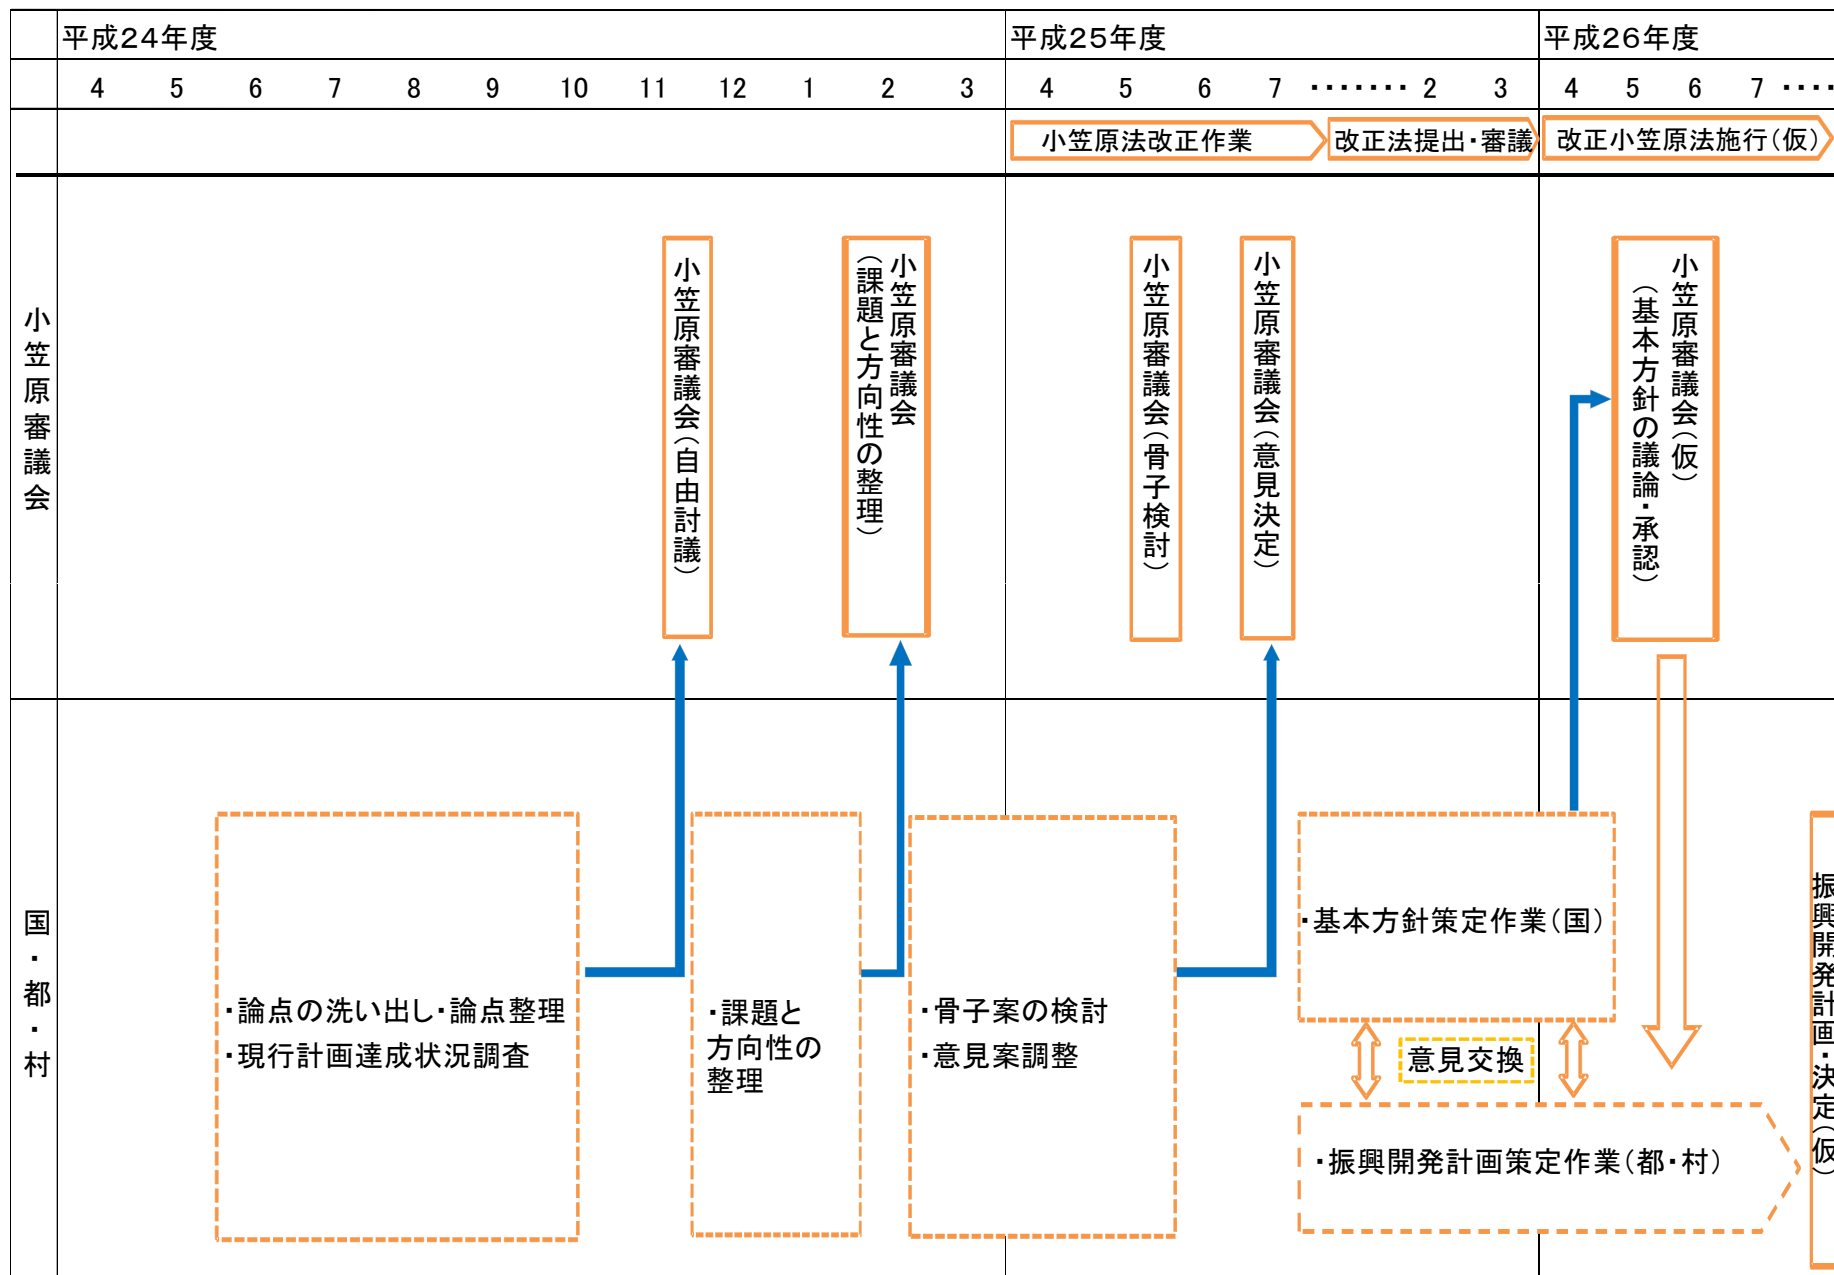 平成24年度
平成25年度
平成26年度
4 5 6 7 8 9 10 11 12 1 2 3 4 5 6 7 ・・・・・・・ 2 3 4 5 6 7 ・・・・
小笠原法改正作業
改正法提出・審議
改正小笠原法施行(仮)
小笠原審議会
小笠原審議会(自由討議)
小笠原審議会
(課題と方向性の整理)
小笠原審議会(骨子検討)
小笠原審議会(意見決定)
小笠原審議会(仮)
(基本方針の議論・承認)
国・都・村
・論点の洗い出し・論点整理
・現行計画達成状況調査
・課題と
方向性の
整理
・骨子案の検討
・意見案調整
・基本方針策定作業(国)
意見交換
・振興開発計画策定作業(都・村)
振興開発計画・決定(仮)